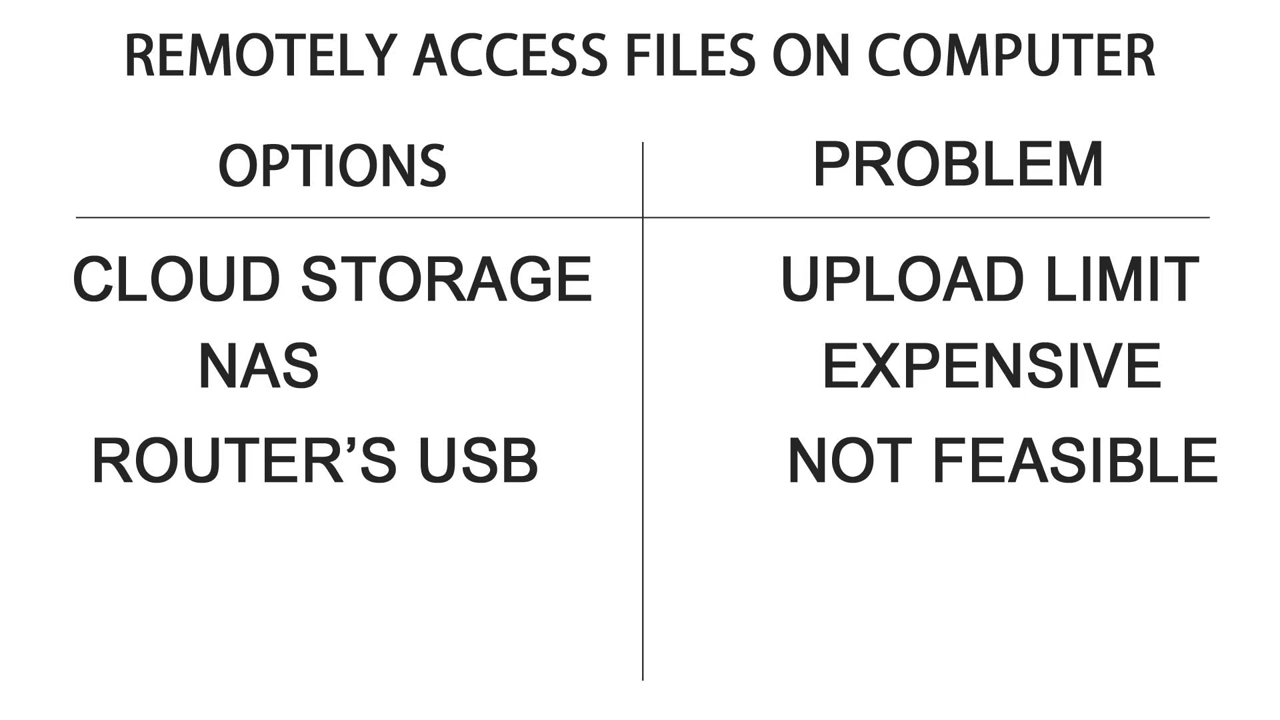 REMOTELY ACCESS FILES ON COMPUTER
OPTIONS PROBLEM
CLOUD STORAGE UPLOAD LIMIT
NAS EXPENSIVE
ROUTER’S USB NOT FEASIBLE